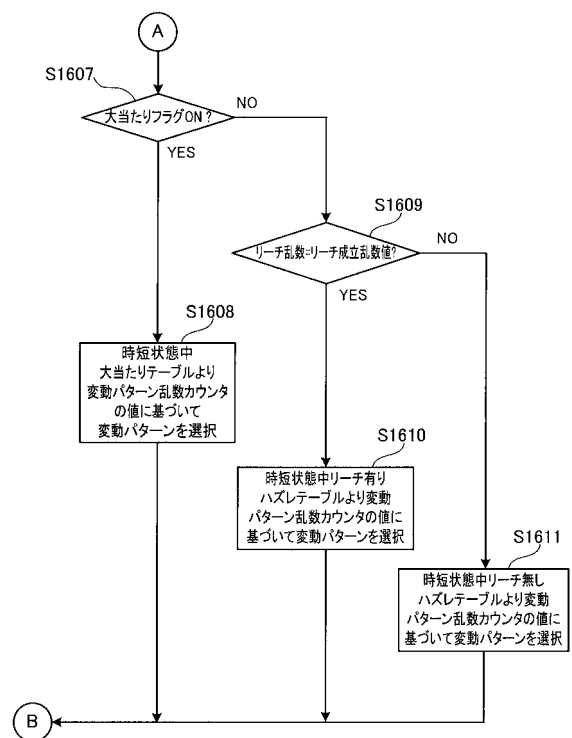 A
S1607
大当たりフラグON?
NO
YES
S1609
リーチ乱数=リーチ成立乱数値?
NO
YES
S1608
時短状態中
大当たりテーブルより
変動パターン乱数カウンタ
の値に基づいて
変動パターンを選択
S1610
時短状態中リーチ有り
ハズレテーブルより変動
パターン乱数カウンタの値に
基づいて変動パターンを選択
S1611
時短状態中リーチ無し
ハズレテーブルより変動
パターン乱数カウンタの値に
基づいて変動パターンを選択
B